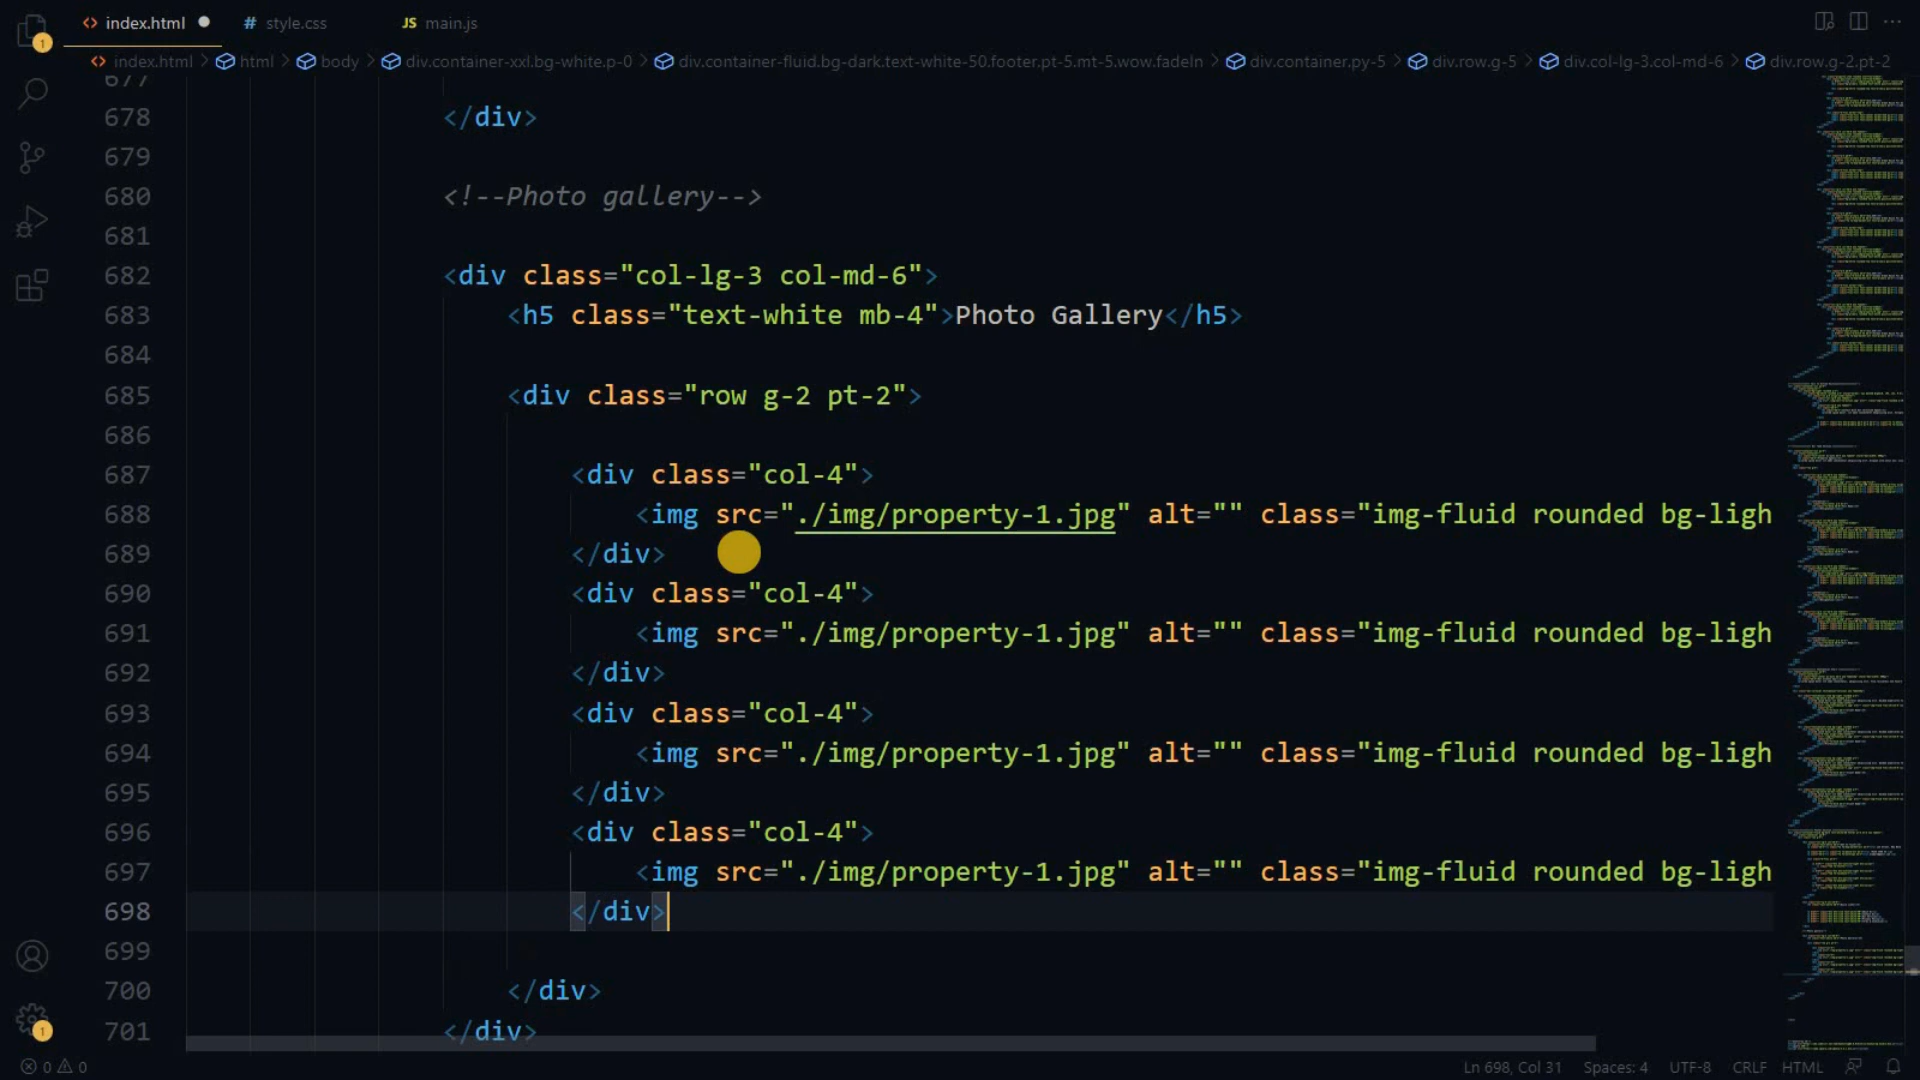 index.html
# style.css
JS main.js
index.html > html > body > div.container-xxl.bg-white.p-0 > div.container-fluid.bg-dark.text-white-50.footer.pt-5.mt-5.wow.fadeIn > div.container.py-5 > div.row.g-5 > div.col-lg-3.col-md-6 > div.row.g-2.pt-2
677
678 </div>
679
680 <!--Photo gallery-->
681
682 <div class="col-lg-3 col-md-6">
683 <h5 class="text-white mb-4">Photo Gallery</h5>
684
685 <div class="row g-2 pt-2">
686
687 <div class="col-4">
688 <img src="./img/property-1.jpg" alt="" class="img-fluid rounded bg-ligh
689 </div>
690 <div class="col-4">
691 <img src="./img/property-1.jpg" alt="" class="img-fluid rounded bg-ligh
692 </div>
693 <div class="col-4">
694 <img src="./img/property-1.jpg" alt="" class="img-fluid rounded bg-ligh
695 </div>
696 <div class="col-4">
697 <img src="./img/property-1.jpg" alt="" class="img-fluid rounded bg-ligh
698 </div>
699
700 </div>
701 </div>
1
1
0 0
Ln 698, Col 31 Spaces: 4 UTF-8 CRLF HTML